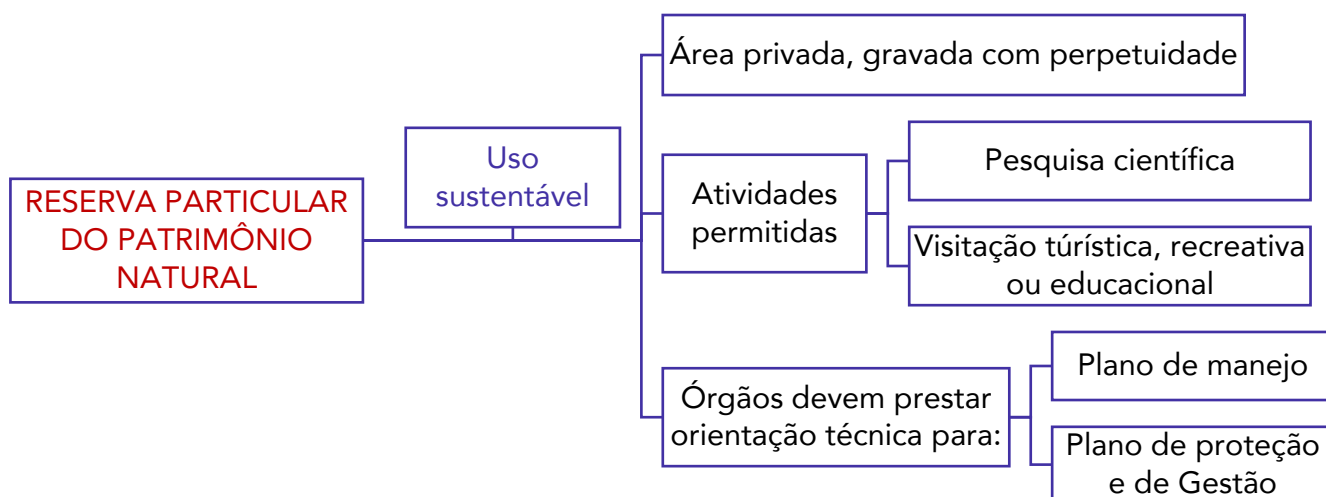 RESERVA PARTICULAR
DO PATRIMÔNIO
NATURAL
Uso
sustentável
Área privada, gravada com perpetuidade
Atividades
permitidas
Pesquisa científica
Visitação túrística, recreativa
ou educacional
Órgãos devem prestar
orientação técnica para:
Plano de manejo
Plano de proteção
e de Gestão